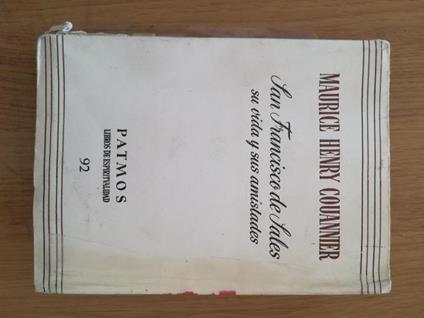 MAURICE HENRY COUANNIER
San Francisco de Sales
su vida y sus amistades
PATMOS
LIBROS DE ESPIRITUALIDAD
92